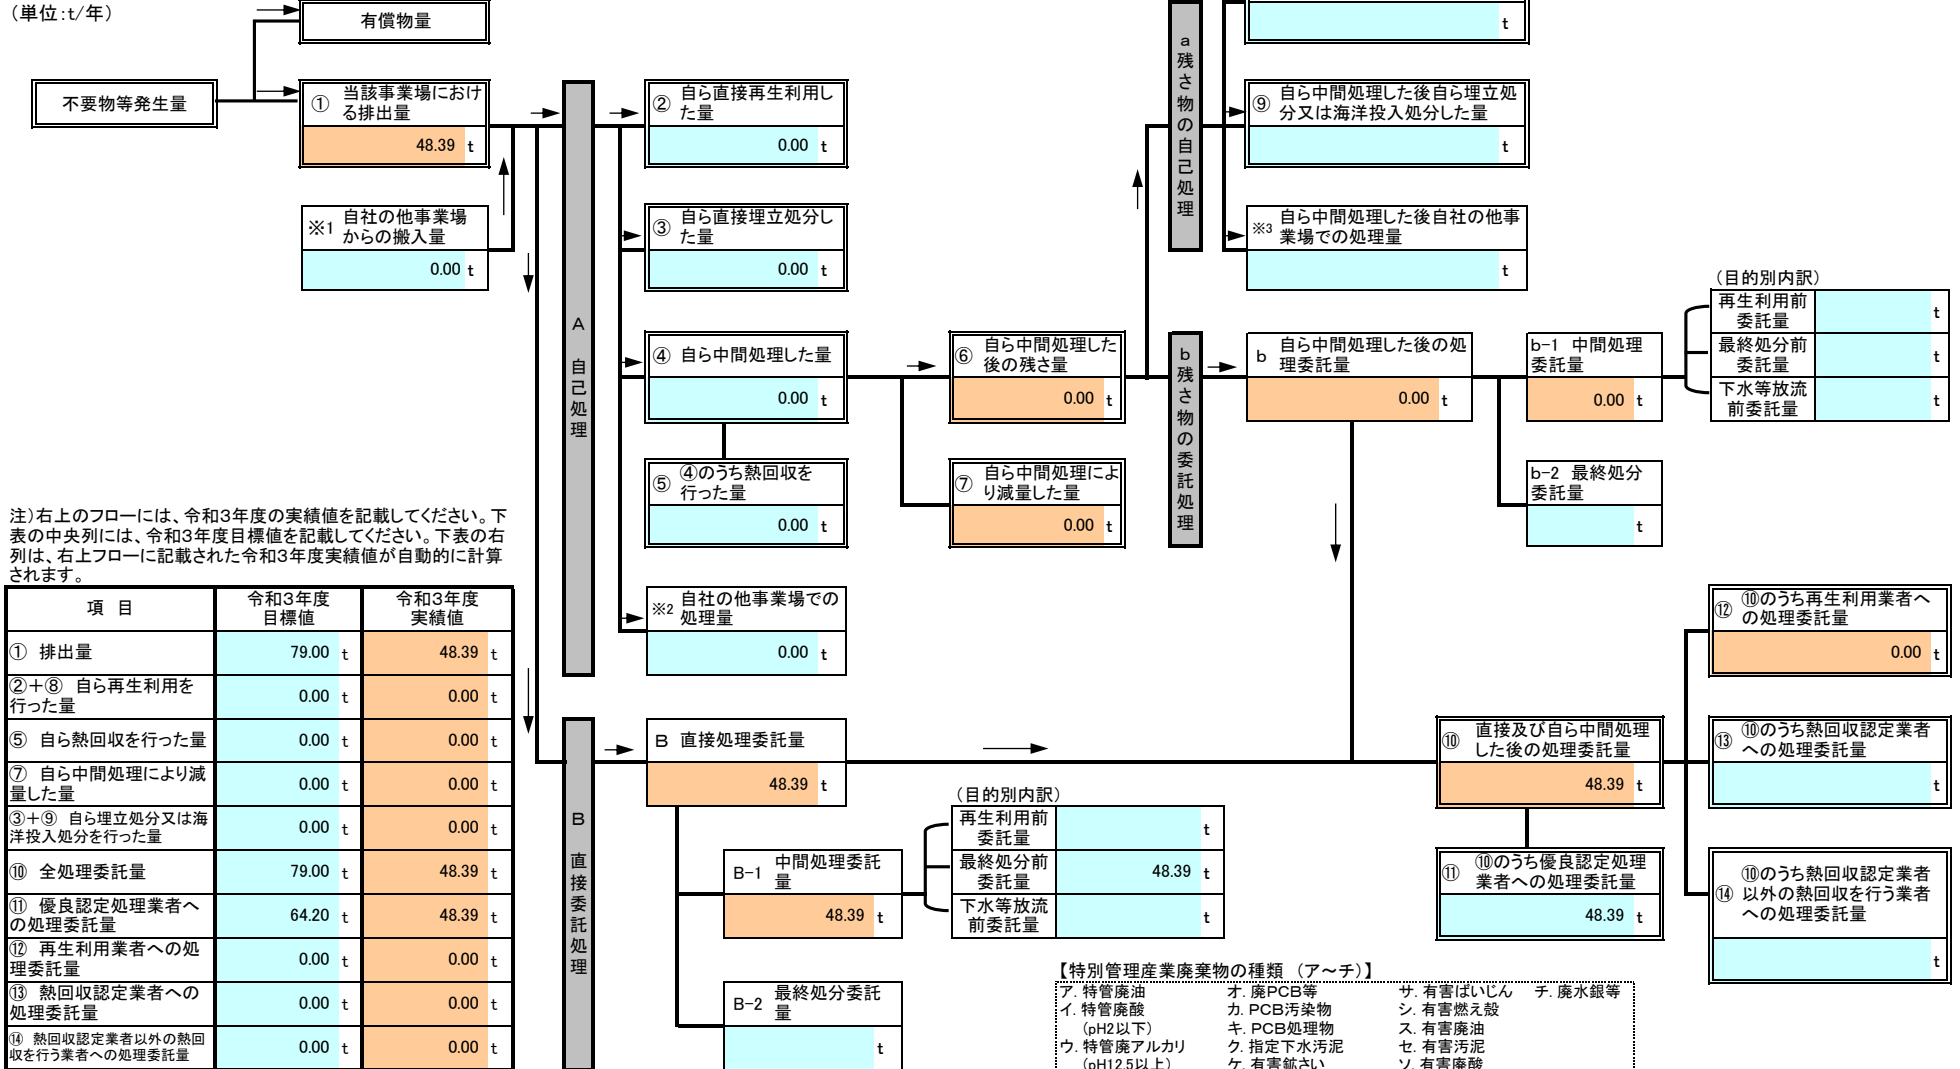 （単位：t/年）
有償物量
不要物等発生量
① 当該事業場におけ
る排出量
48.39 t
※1 自社の他事業場
からの搬入量
0.00 t
A 自己処理
② 自ら直接再生利用し
た量
0.00 t
③ 自ら直接埋立処分し
た量
0.00 t
④ 自ら中間処理した量
0.00 t
⑤ ④のうち熱回収を
行った量
0.00 t
※2 自社の他事業場での
処理量
0.00 t
⑥ 自ら中間処理した
後の残さ量
0.00 t
⑦ 自ら中間処理によ
り減量した量
0.00 t
a 残さ物の自己処理
t
⑨ 自ら中間処理した後自ら埋立処
分又は海洋投入処分した量
t
※3 自ら中間処理した後自社の他事
業場での処理量
t
b 残さ物の委託処理
b 自ら中間処理した後の処
理委託量
0.00 t
b-1 中間処理
委託量
0.00 t
b-2 最終処分
委託量
t
（目的別内訳）
再生利用前
委託量 t
最終処分前
委託量 t
下水等放流
前委託量 t
注）右上のフローには、令和３年度の実績値を記載してください。下
表の中央列には、令和３年度目標値を記載してください。下表の右
列は、右上フローに記載された令和３年度実績値が自動的に計算
されます。
項 目 令和３年度
目標値 令和３年度
実績値
① 排出量 79.00 t 48.39 t
②＋⑧ 自ら再生利用を
行った量 0.00 t 0.00 t
⑤ 自ら熱回収を行った量 0.00 t 0.00 t
⑦ 自ら中間処理により減
量した量 0.00 t 0.00 t
③＋⑨ 自ら埋立処分又は海
洋投入処分を行った量 0.00 t 0.00 t
⑩ 全処理委託量 79.00 t 48.39 t
⑪ 優良認定処理業者へ
の処理委託量 64.20 t 48.39 t
⑫ 再生利用業者への処
理委託量 0.00 t 0.00 t
⑬ 熱回収認定業者への
処理委託量 0.00 t 0.00 t
⑭ 熱回収認定業者以外の熱回
収を行う業者への処理委託量 0.00 t 0.00 t
B 直接委託処理
B 直接処理委託量
48.39 t
B-1 中間処理委託
量
48.39 t
B-2 最終処分委託
量
t
（目的別内訳）
再生利用前
委託量 t
最終処分前
委託量 48.39 t
下水等放流
前委託量 t
⑩ 直接及び自ら中間処理
した後の処理委託量
48.39 t
⑪ ⑩のうち優良認定処理
業者への処理委託量
48.39 t
⑫ ⑩のうち再生利用業者へ
の処理委託量
0.00 t
⑬ ⑩のうち熱回収認定業者
への処理委託量
t
⑭ ⑩のうち熱回収認定業者
以外の熱回収を行う業者
への処理委託量
t
【特別管理産業廃棄物の種類 （ア～チ）】
ア. 特管廃油 オ. 廃PCB等 サ. 有害ばいじん チ. 廃水銀等
イ. 特管廃酸 カ. PCB汚染物 シ. 有害燃え殻
（pH2以下） キ. PCB処理物 ス. 有害廃油
ウ. 特管廃アルカリ ク. 指定下水汚泥 セ. 有害汚泥
（pH12.5以上） ケ. 有害鉱さい ソ. 有害廃酸